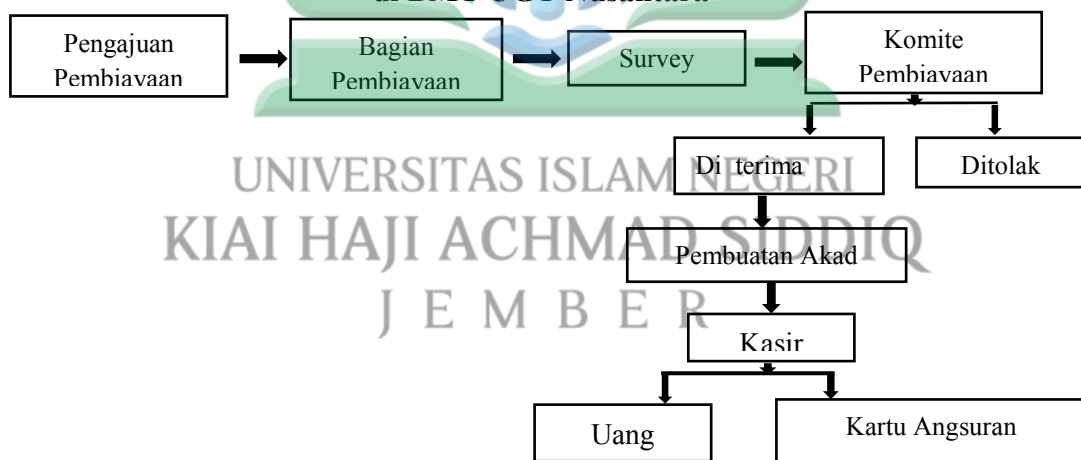 di BMT UGT Nusantara
Pengajuan
Pembiayaan
Bagian
Pembiayaan
Survey
Komite
Pembiayaan
Di terima
Ditolak
UNIVERSITAS ISLAM NEGERI
KIAI HAJI ACHMAD SIDDIQ
JEMBER
Pembuatan Akad
Kasir
Uang
Kartu Angsuran